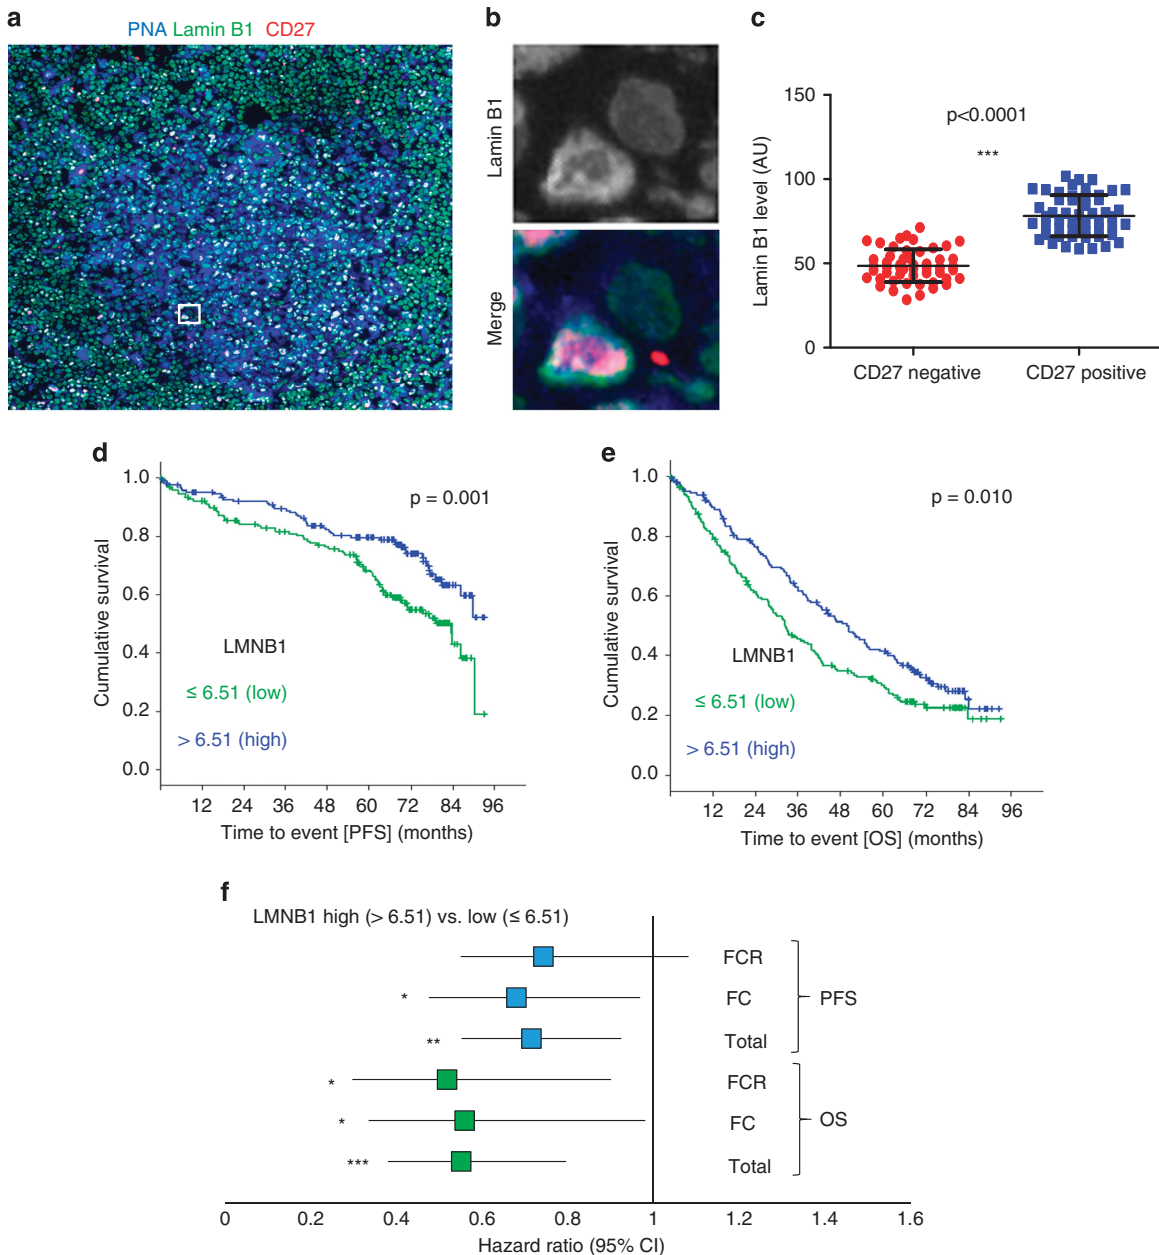 a
PNA Lamin B1 CD27
b
Lamin B1
Merge
c
Lamin B1 level (AU)
150
100
50
0
p<0.0001
***
CD27 negative
CD27 positive
d
Cumulative survival
1.0
0.8
0.6
0.4
0.2
0.0
p = 0.001
LMNB1
≤ 6.51 (low)
> 6.51 (high)
12 24 36 48 60 72 84 96
Time to event [PFS] (months)
e
Cumulative survival
1.0
0.8
0.6
0.4
0.2
0.0
p = 0.010
LMNB1
≤ 6.51 (low)
> 6.51 (high)
12 24 36 48 60 72 84 96
Time to event [OS] (months)
f
LMNB1 high (> 6.51) vs. low (≤ 6.51)
FCR
* FC
PFS
** Total
* FCR
* FC
OS
*** Total
0 0.2 0.4 0.6 0.8 1 1.2 1.4 1.6
Hazard ratio (95% CI)